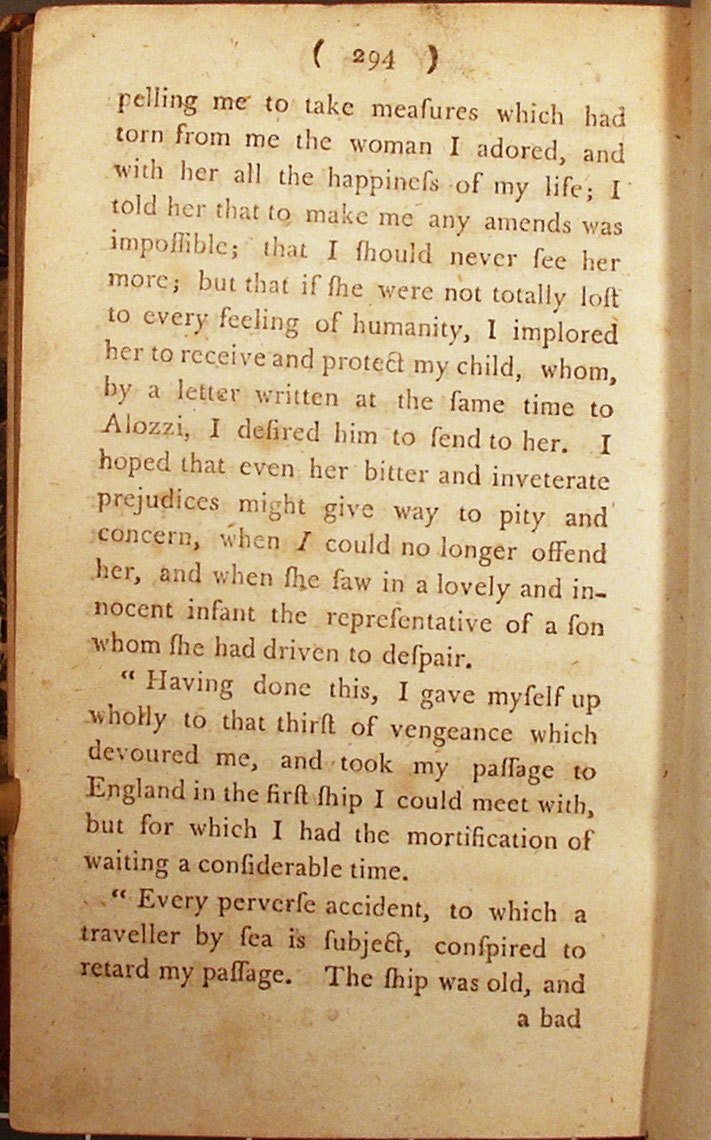 ( 294 )
pelling me to take meaſures which had
torn from me the woman I adored, and
with her all the happineſs of my life; I
told her that to make me any amends was
impoſſible; that I ſhould never ſee her
more; but that if ſhe were not totally loſt
to every feeling of humanity, I implored
her to receive and protect my child, whom,
by a letter written at the ſame time to
Alozzi, I deſired him to ſend to her. I
hoped that even her bitter and inveterate
prejudices might give way to pity and
concern, when I could no longer offend
her, and when ſhe ſaw in a lovely and in-
nocent infant the repreſentative of a ſon
whom ſhe had driven to deſpair.
“ Having done this, I gave myſelf up
wholly to that thirſt of vengeance which
devoured me, and took my paſſage to
England in the firſt ſhip I could meet with,
but for which I had the mortification of
waiting a conſiderable time.
“ Every perverſe accident, to which a
traveller by ſea is ſubject, conſpired to
retard my paſſage. The ſhip was old, and
a bad